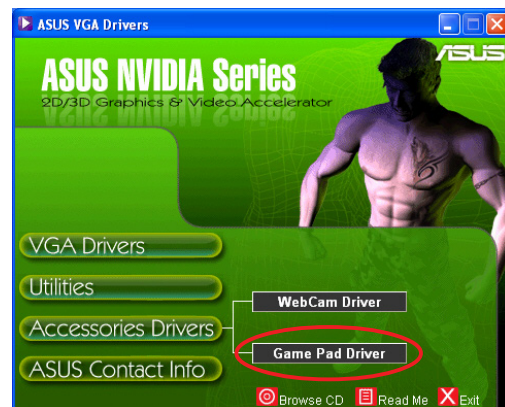 ASUS VGA Drivers
ASUS
ASUS NVIDIA Series
2D/3D Graphics & Video Accelerator
VGA Drivers
Utilities
WebCam Driver
Accessories Drivers
Game Pad Driver
ASUS Contact Info
Browse CD Read Me Exit